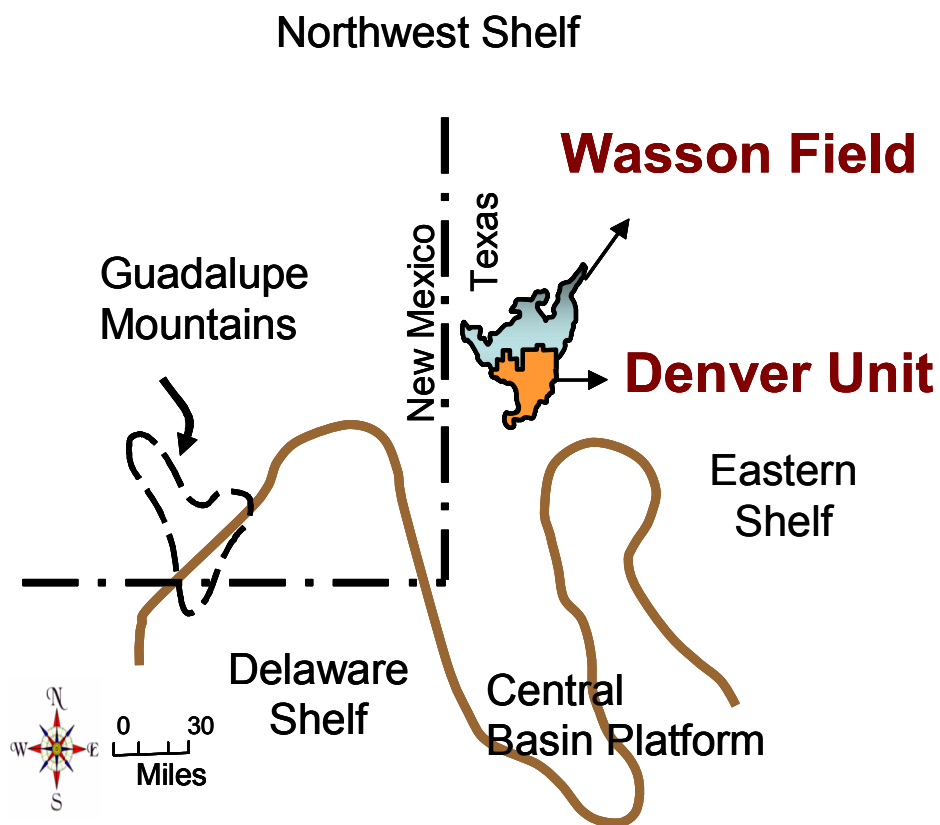 Northwest Shelf
Wasson Field
Texas
New Mexico
Guadalupe
Mountains
Denver Unit
Eastern
Shelf
Delaware
Shelf
Central
Basin Platform
N
W E
S
0 30
Miles